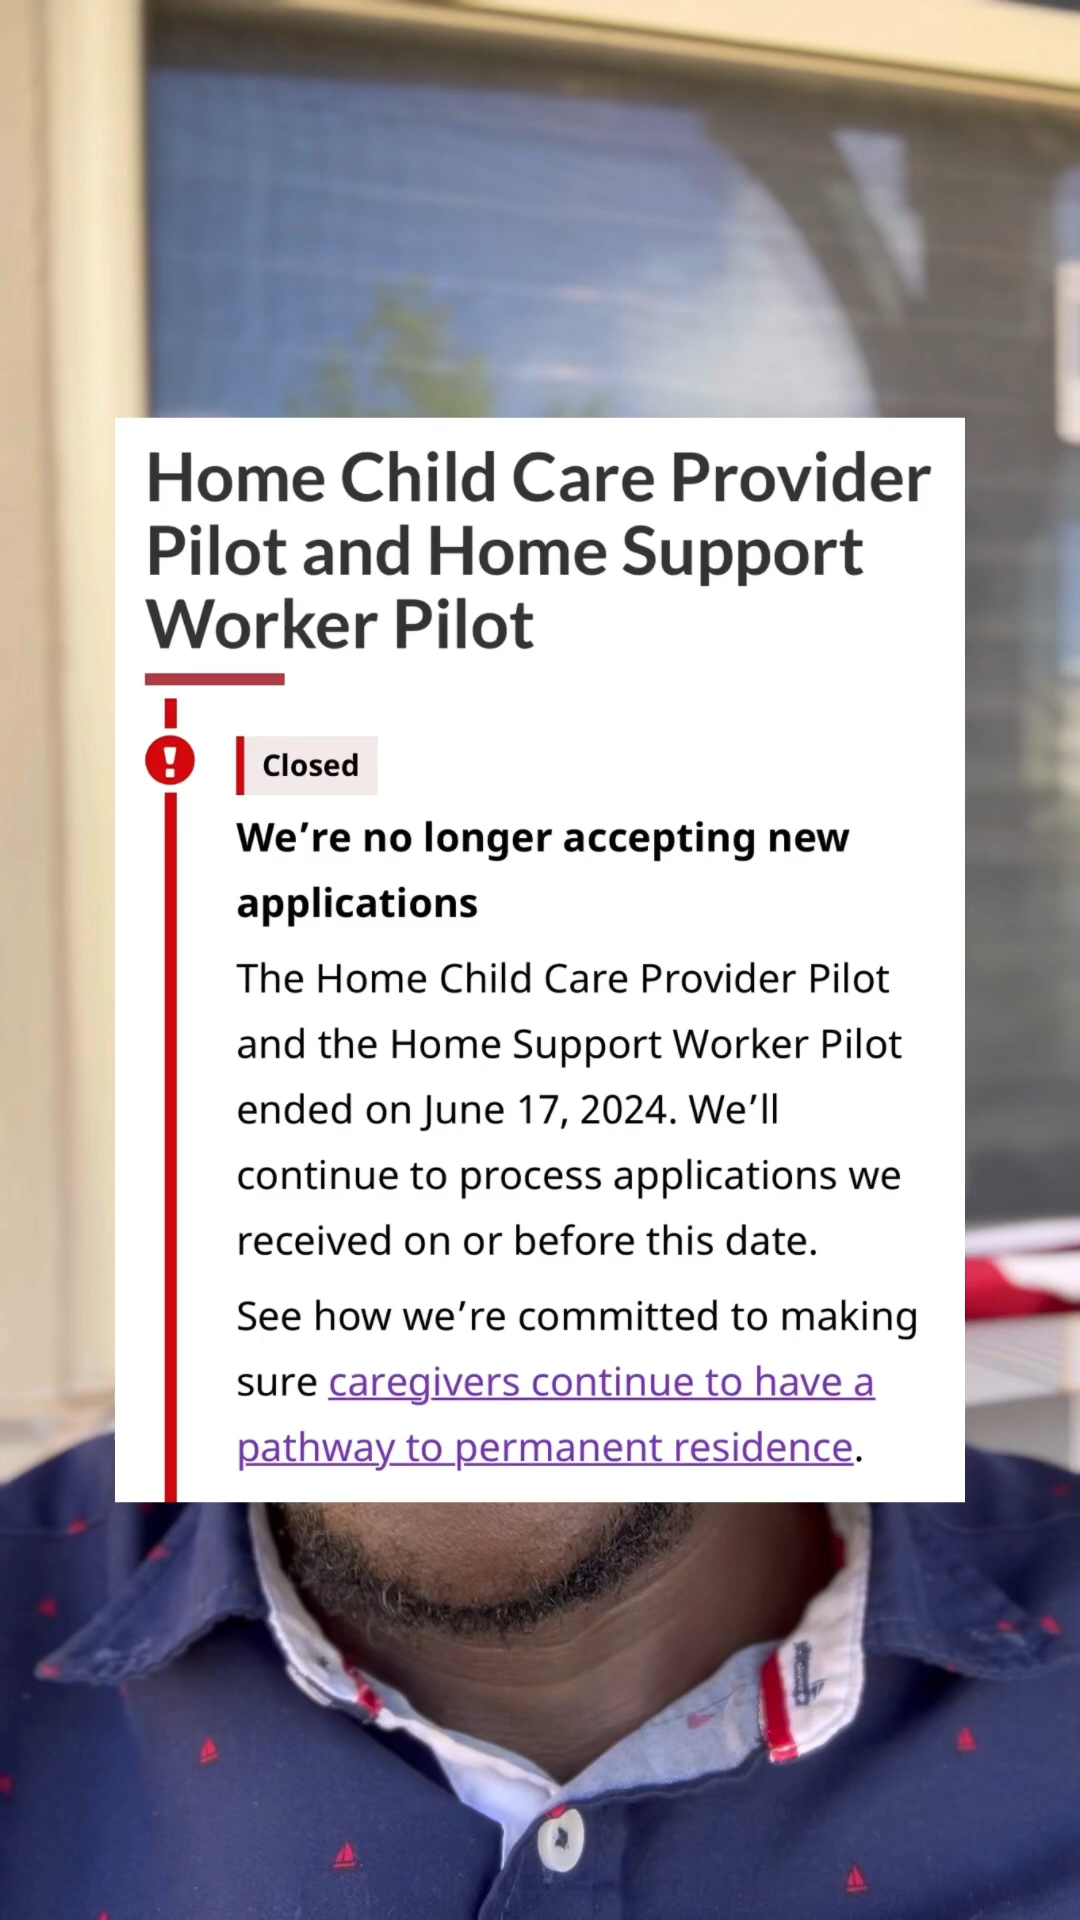 Home Child Care Provider
Pilot and Home Support
Worker Pilot
Closed
We’re no longer accepting new
applications
The Home Child Care Provider Pilot
and the Home Support Worker Pilot
ended on June 17, 2024. We’ll
continue to process applications we
received on or before this date.
See how we’re committed to making
sure caregivers continue to have a
pathway to permanent residence.